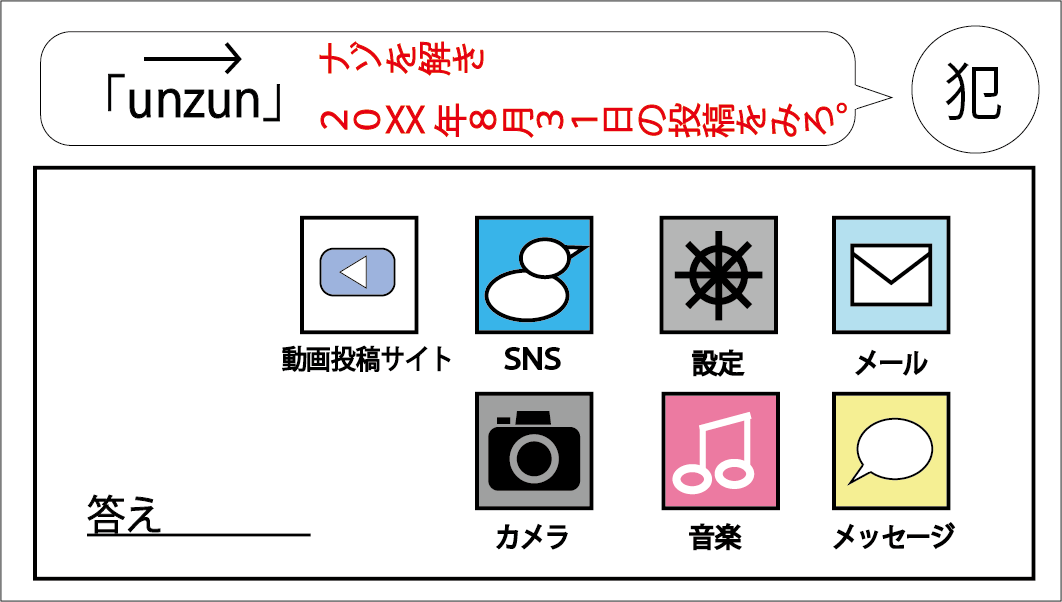 「unzun」
ナゾを解き
２０XX年８月３１日の投稿をみろ。
犯
動画投稿サイト
SNS
設定
メール
カメラ
音楽
メッセージ
答え